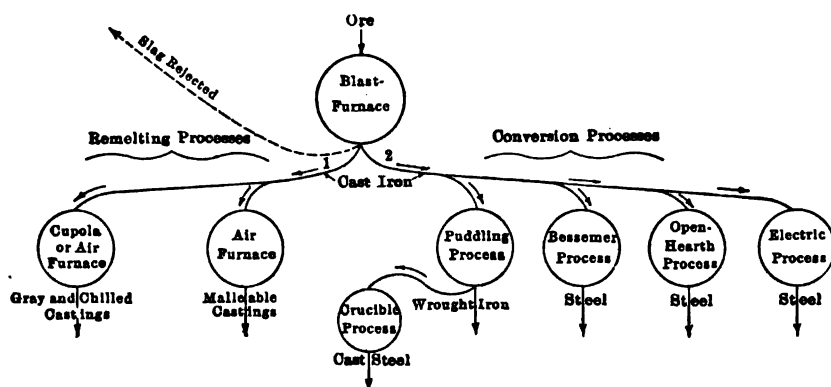 Ore
Slag Rejected
Blast-
Furnace
Remelting Processes
Conversion Processes
1
2
Cast Iron
Cupola
or Air
Furnace
Air
Furnace
Puddling
Process
Bessemer
Process
Open-
Hearth
Process
Electric
Process
Gray and Chilled
Castings
Malleable
Castings
Crucible
Process
Wrought Iron
Steel
Steel
Steel
Cast Steel